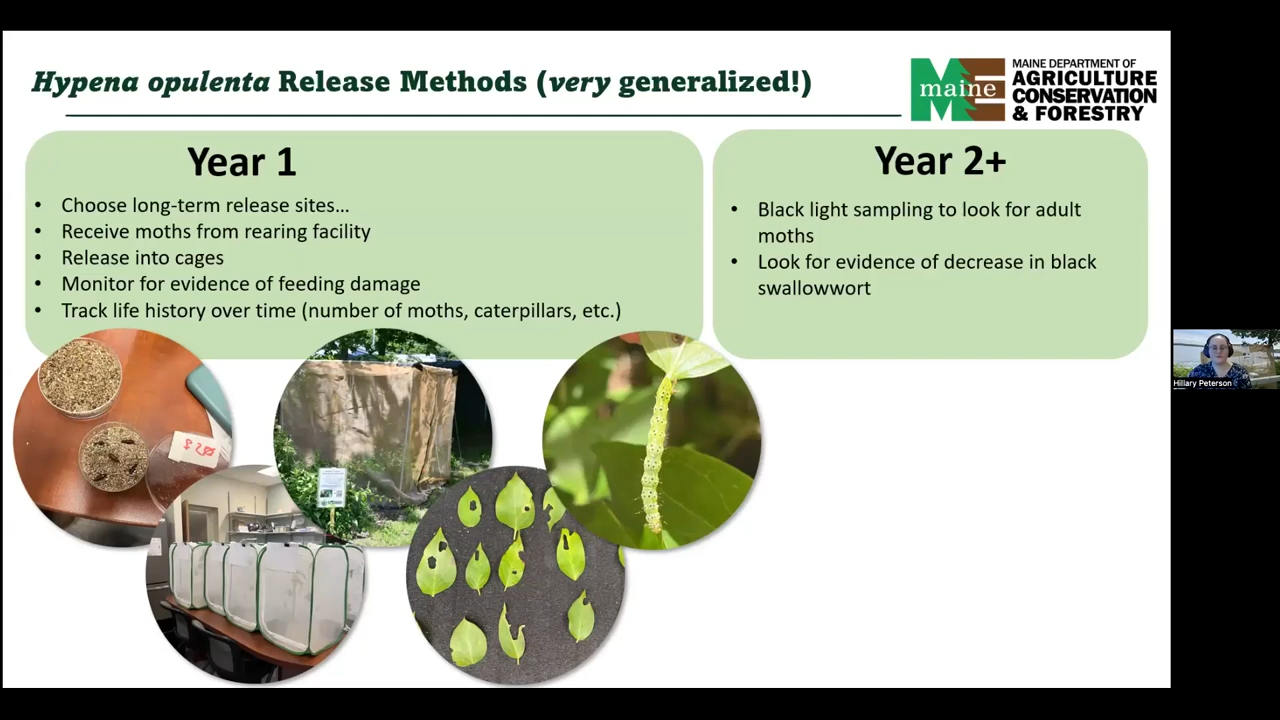 Hypena opulenta Release Methods (very generalized!)
maine
MAINE DEPARTMENT OF
AGRICULTURE
CONSERVATION
& FORESTRY
Year 1
• Choose long-term release sites…
• Receive moths from rearing facility
• Release into cages
• Monitor for evidence of feeding damage
• Track life history over time (number of moths, caterpillars, etc.)
Year 2+
• Black light sampling to look for adult
moths
• Look for evidence of decrease in black
swallowwort
Hillary Peterson